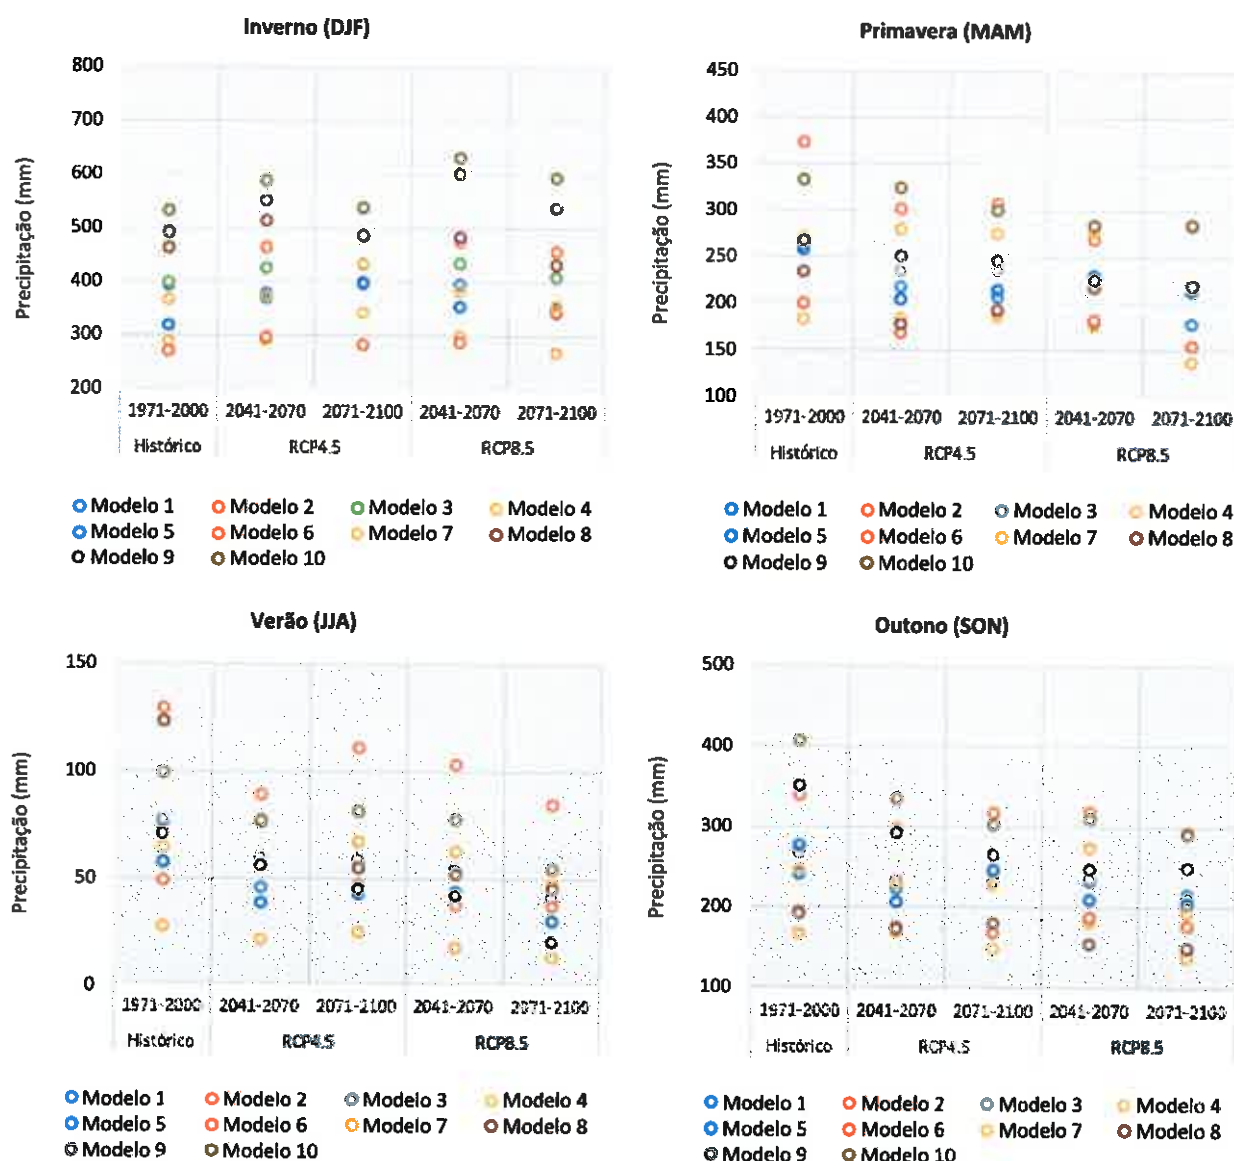 Inverno (DJF)
Precipitação (mm)
800
700
600
500
400
300
200
1971-2000 2041-2070 2071-2100 2041-2070 2071-2100
Histórico RCP4.5 RCP8.5
Modelo 1 Modelo 2 Modelo 3 Modelo 4
Modelo 5 Modelo 6 Modelo 7 Modelo 8
Modelo 9 Modelo 10
Primavera (MAM)
Precipitação (mm)
450
400
350
300
250
200
150
100
1971-2000 2041-2070 2071-2100 2041-2070 2071-2100
Histórico RCP4.5 RCP8.5
Modelo 1 Modelo 2 Modelo 3 Modelo 4
Modelo 5 Modelo 6 Modelo 7 Modelo 8
Modelo 9 Modelo 10
Verão (JJA)
Precipitação (mm)
150
100
50
0
1971-2000 2041-2070 2071-2100 2041-2070 2071-2100
Histórico RCP4.5 RCP8.5
Modelo 1 Modelo 2 Modelo 3 Modelo 4
Modelo 5 Modelo 6 Modelo 7 Modelo 8
Modelo 9 Modelo 10
Outono (SON)
Precipitação (mm)
500
400
300
200
100
1971-2000 2041-2070 2071-2100 2041-2070 2071-2100
Histórico RCP4.5 RCP8.5
Modelo 1 Modelo 2 Modelo 3 Modelo 4
Modelo 5 Modelo 6 Modelo 7 Modelo 8
Modelo 9 Modelo 10